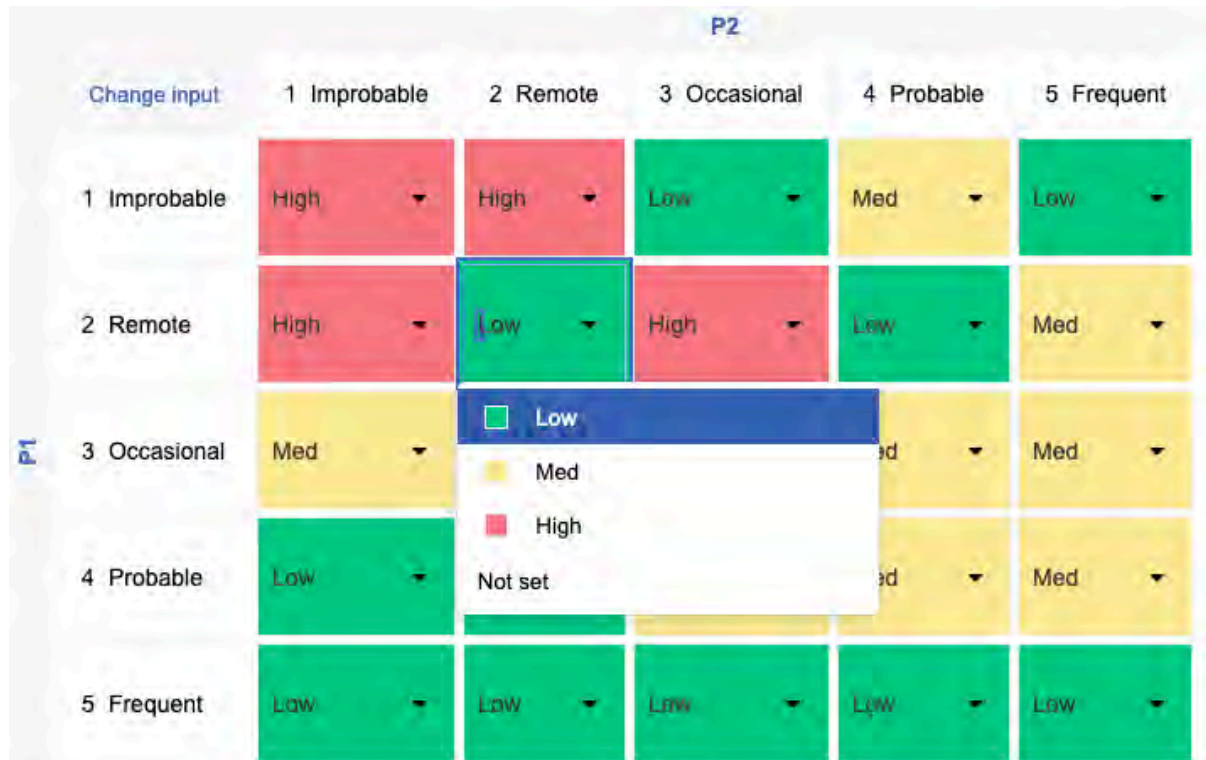 P2
Change input 1 Improbable 2 Remote 3 Occasional 4 Probable 5 Frequent
1 Improbable High High Low Med Low
2 Remote High Low High Low Med
Low
P1 3 Occasional Med ed Med
Med
High
4 Probable Low Not set ed Med
5 Frequent Low Low Low Low Low